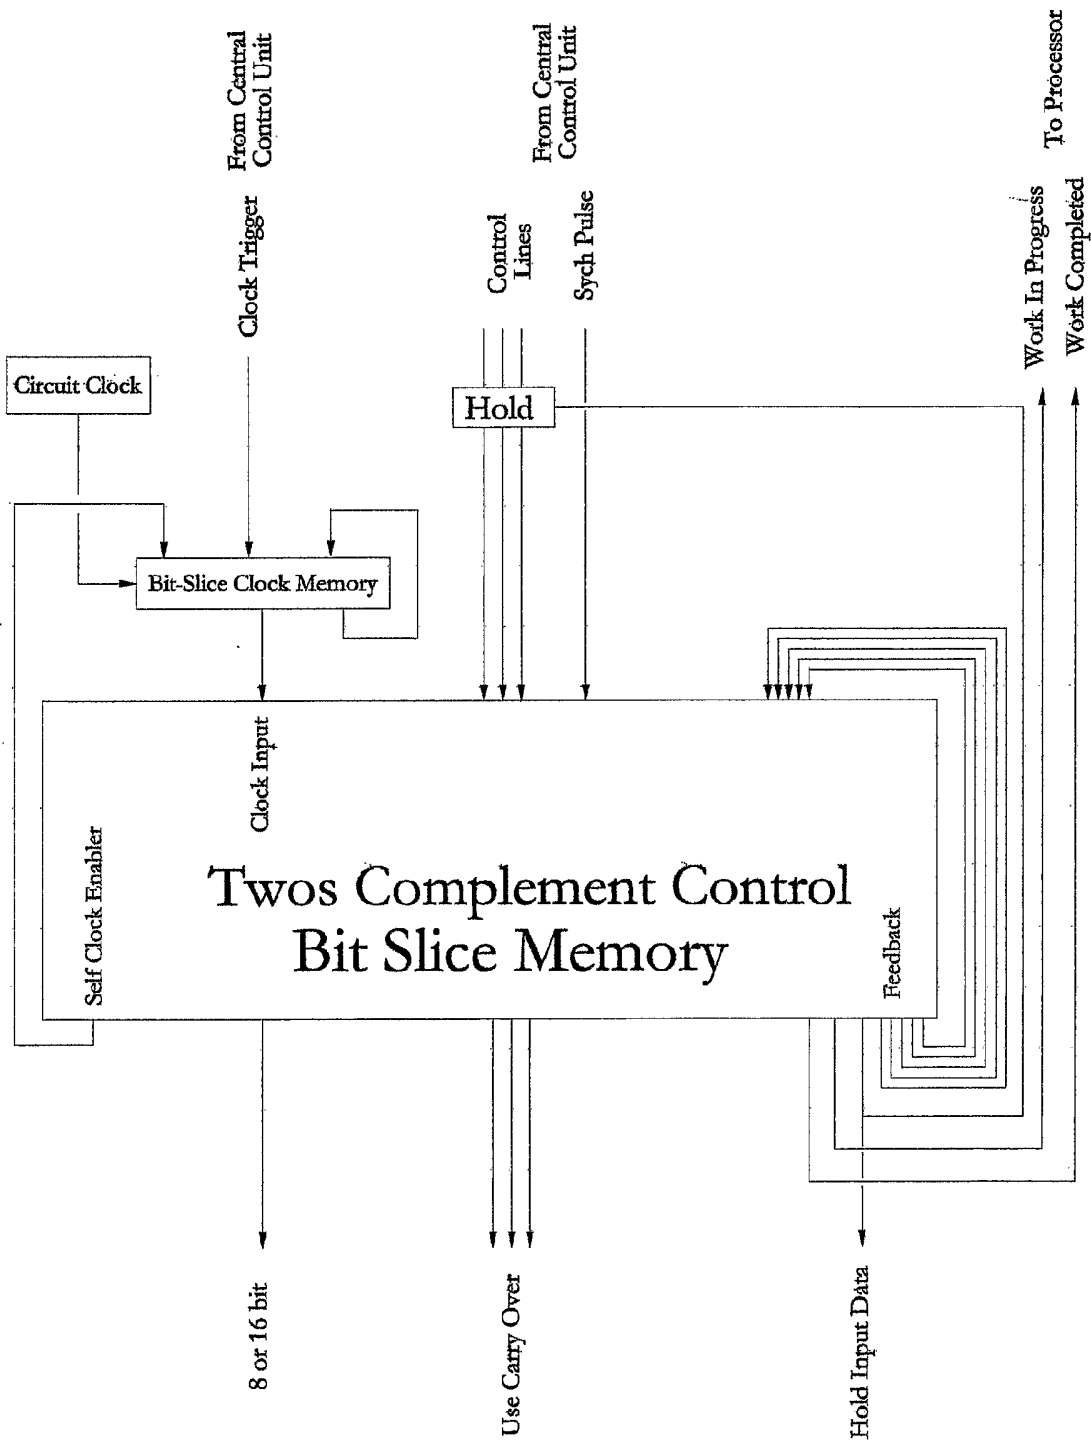 From Central
Control Unit
Clock Trigger
From Central
Control Unit
Control
Lines
Sych Pulse
To Processor
Work In Progress
Work Completed
Circuit Clock
Hold
Bit-Slice Clock Memory
Clock Input
Self Clock Enabler
Twos Complement Control
Bit Slice Memory
Feedback
8 or 16 bit
Use Carry Over
Hold Input Data